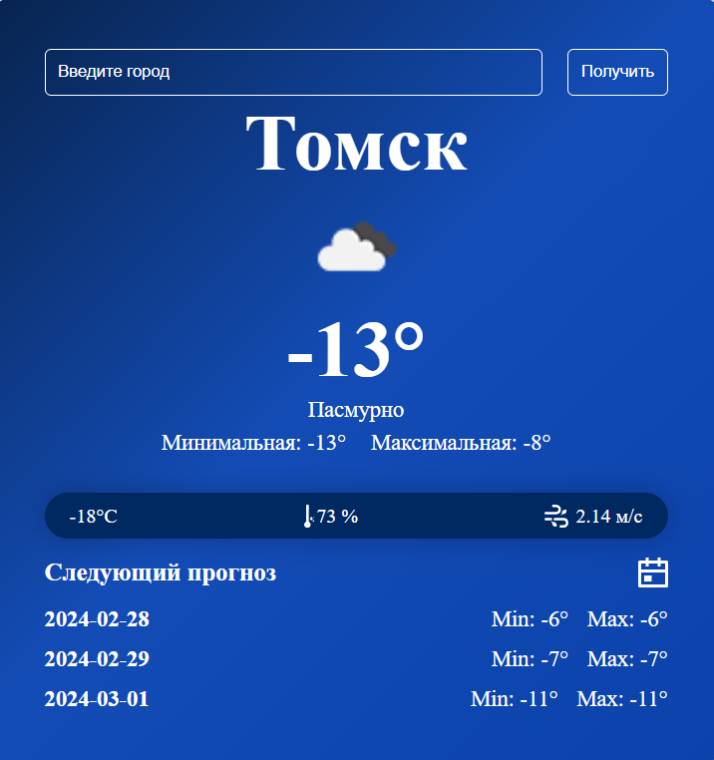 Введите город Получить
Томск
-13°
Пасмурно
Минимальная: -13° Максимальная: -8°
-18°C 73 % 2.14 м/с
Следующий прогноз
2024-02-28 Min: -6° Max: -6°
2024-02-29 Min: -7° Max: -7°
2024-03-01 Min: -11° Max: -11°